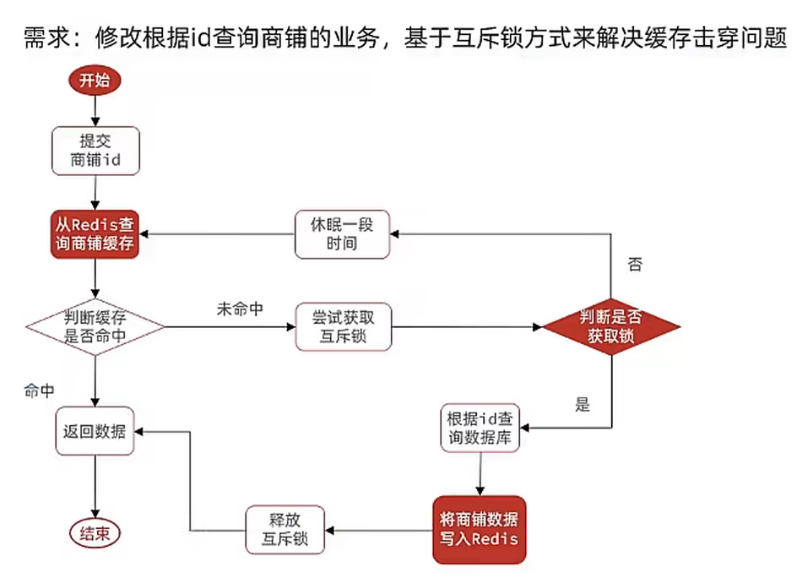 需求：修改根据id查询商铺的业务，基于互斥锁方式来解决缓存击穿问题
开始
提交
商铺id
从Redis查
询商铺缓存
休眠一段
时间
否
判断缓存
是否命中
未命中
尝试获取
互斥锁
判断是否
获取锁
命中
是
返回数据
根据id查
询数据库
结束
释放
互斥锁
将商铺数据
写入Redis